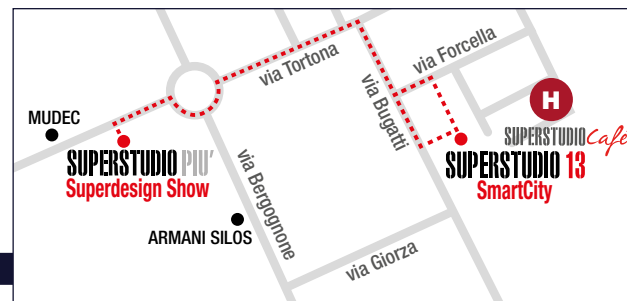 via Tortona
via Forcella
via Bugatti
H
SUPERSTUDIO Café
MUDEC
SUPERSTUDIO PIU'
Superdesign Show
SUPERSTUDIO 13
SmartCity
via Bergognone
ARMANI SILOS
via Giorza